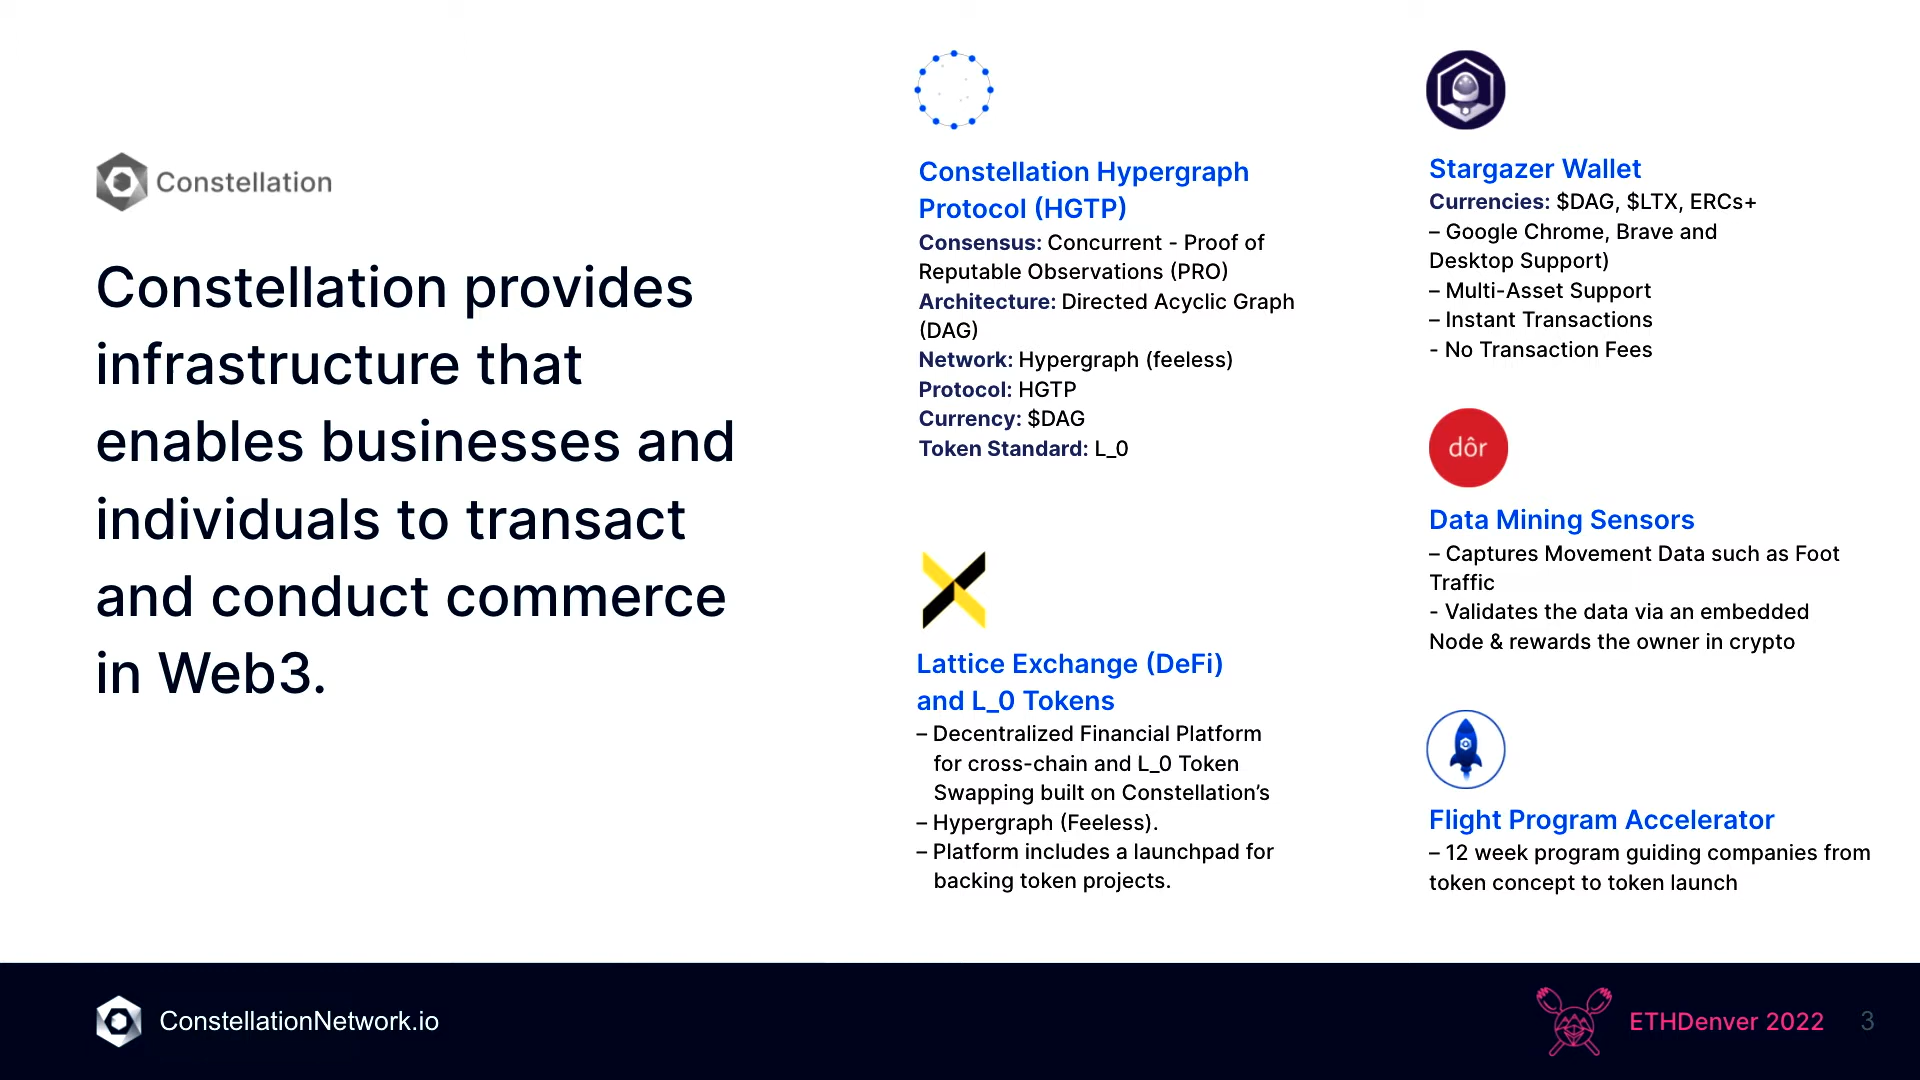 Constellation
Constellation provides
infrastructure that
enables businesses and
individuals to transact
and conduct commerce
in Web3.
Constellation Hypergraph
Protocol (HGTP)
Consensus: Concurrent - Proof of
Reputable Observations (PRO)
Architecture: Directed Acyclic Graph
(DAG)
Network: Hypergraph (feeless)
Protocol: HGTP
Currency: $DAG
Token Standard: L_0
Lattice Exchange (DeFi)
and L_0 Tokens
– Decentralized Financial Platform
for cross-chain and L_0 Token
Swapping built on Constellation’s
– Hypergraph (Feeless).
– Platform includes a launchpad for
backing token projects.
Stargazer Wallet
Currencies: $DAG, $LTX, ERCs+
– Google Chrome, Brave and
Desktop Support)
– Multi-Asset Support
– Instant Transactions
- No Transaction Fees
dôr
Data Mining Sensors
– Captures Movement Data such as Foot
Traffic
- Validates the data via an embedded
Node & rewards the owner in crypto
Flight Program Accelerator
– 12 week program guiding companies from
token concept to token launch
ConstellationNetwork.io
ETHDenver 2022
3